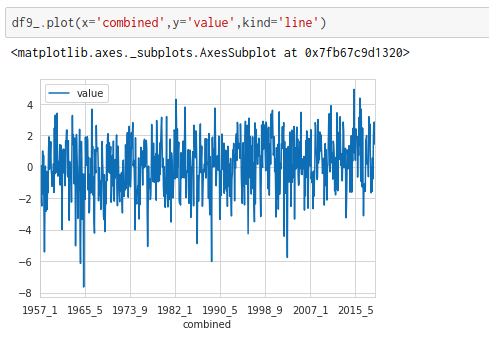 df9_.plot(x='combined',y='value',kind='line')
<matplotlib.axes._subplots.AxesSubplot at 0x7fb67c9d1320>
value
4
2
0
−2
−4
−6
−8
1957_1 1965_5 1973_9 1982_1 1990_5 1998_9 2007_1 2015_5
combined